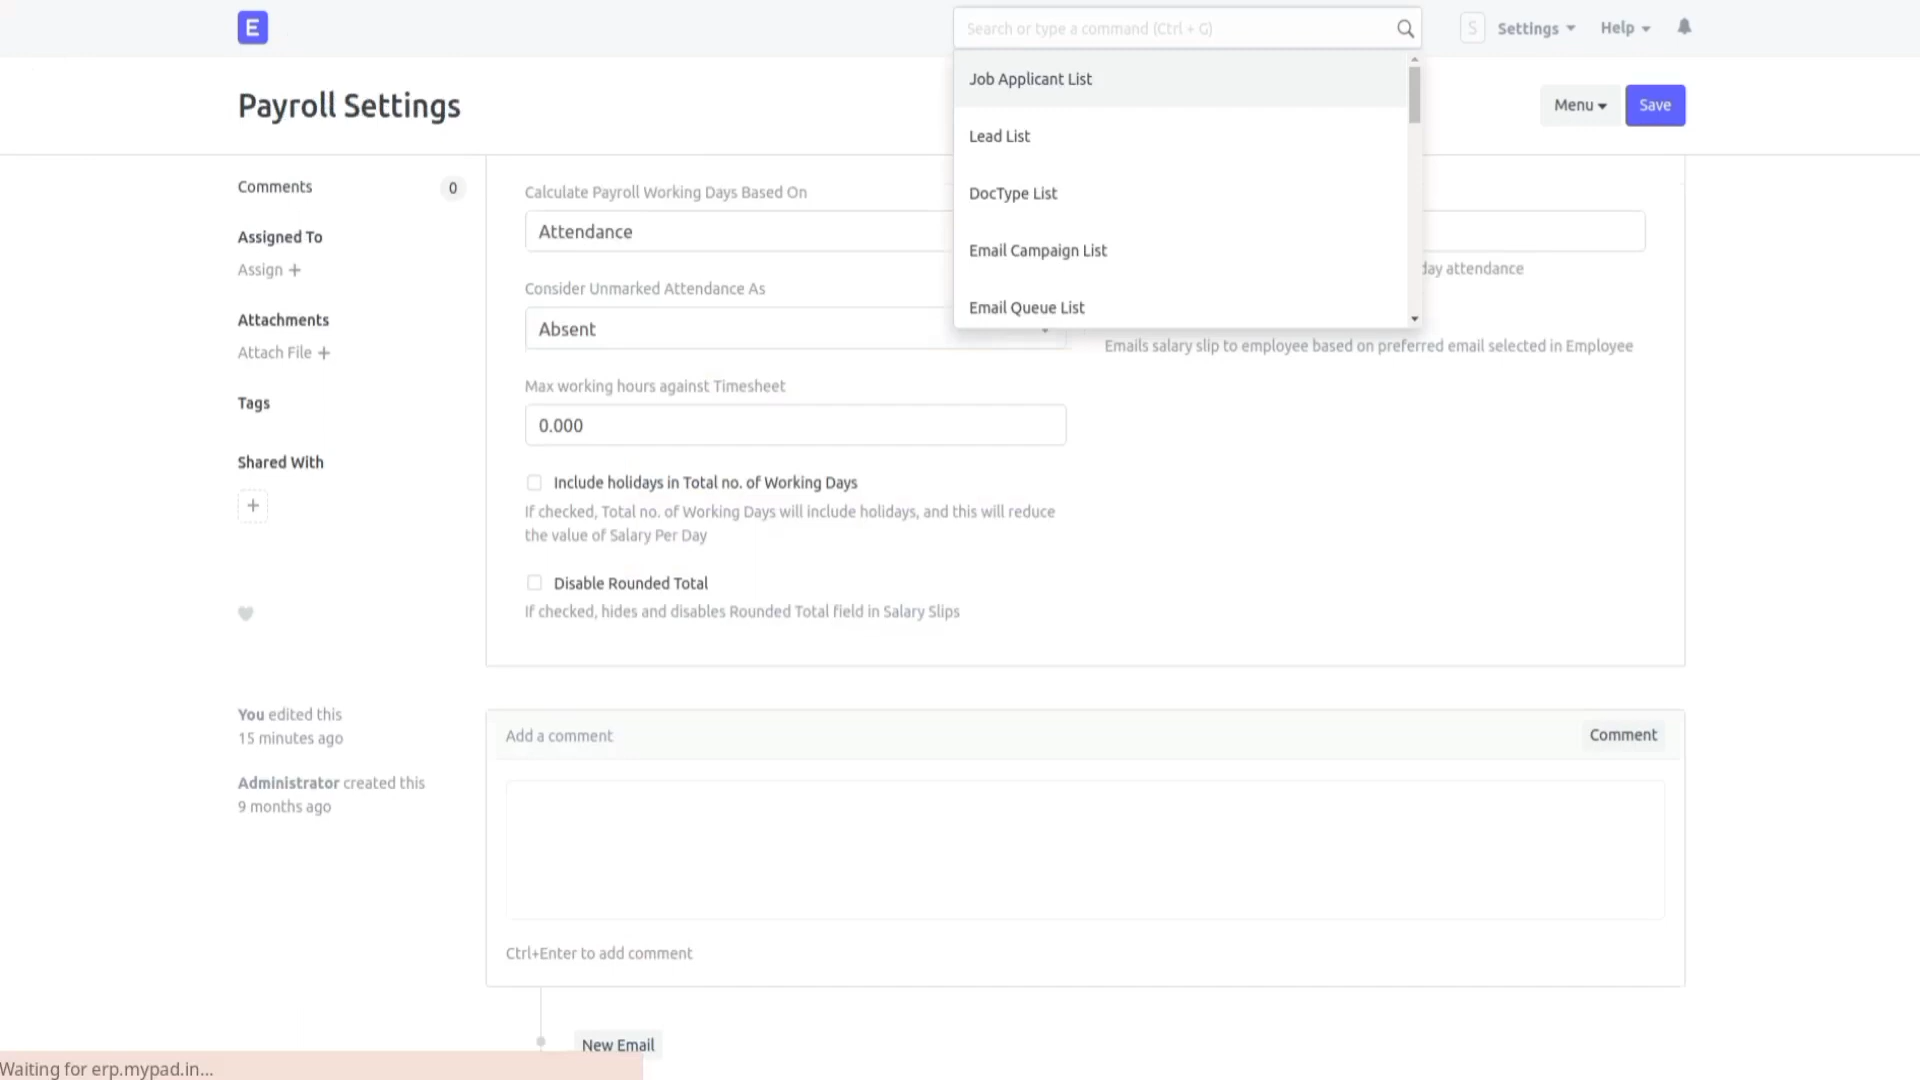 E
Search or type a command (Ctrl + G)
S
Settings
Help
Payroll Settings
Menu
Save
Job Applicant List
Lead List
DocType List
Email Campaign List
Email Queue List
Comments
0
Assigned To
Assign +
Attachments
Attach File +
Tags
Shared With
+
You edited this
15 minutes ago
Administrator created this
9 months ago
Calculate Payroll Working Days Based On
Attendance
day attendance
Consider Unmarked Attendance As
Absent
Emails salary slip to employee based on preferred email selected in Employee
Max working hours against Timesheet
0.000
Include holidays in Total no. of Working Days
If checked, Total no. of Working Days will include holidays, and this will reduce
the value of Salary Per Day
Disable Rounded Total
If checked, hides and disables Rounded Total field in Salary Slips
Add a comment
Comment
Ctrl+Enter to add comment
New Email
Waiting for erp.mypad.in...